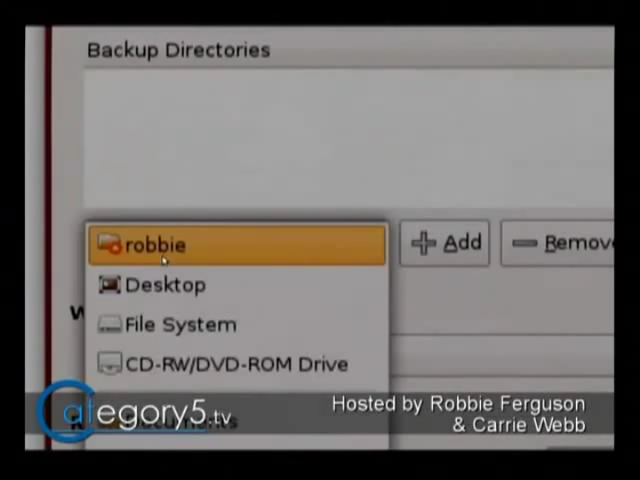 Backup Directories
robbie
Add
Remove
Desktop
File System
CD-RW/DVD-ROM Drive
Category5.tv
Hosted by Robbie Ferguson
& Carrie Webb